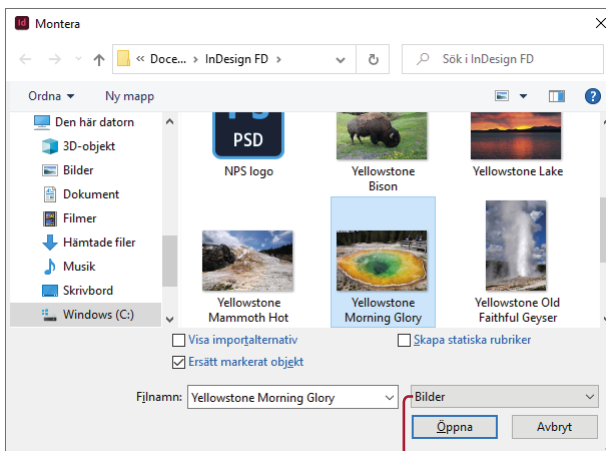 Id Montera
« Doce... › InDesign FD ›
Sök i InDesign FD
Ordna
Ny mapp
?
Den här datorn
3D-objekt
Bilder
Dokument
Filmer
Hämtade filer
Musik
Skrivbord
Windows (C:)
PSD
NPS logo
Yellowstone
Bison
Yellowstone Lake
Yellowstone
Mammoth Hot
Yellowstone
Morning Glory
Yellowstone Old
Faithful Geyser
Visa importalternativ
Skapa statiska rubriker
Ersätt markerat objekt
Filnamn: Yellowstone Morning Glory
Bilder
Öppna
Avbryt